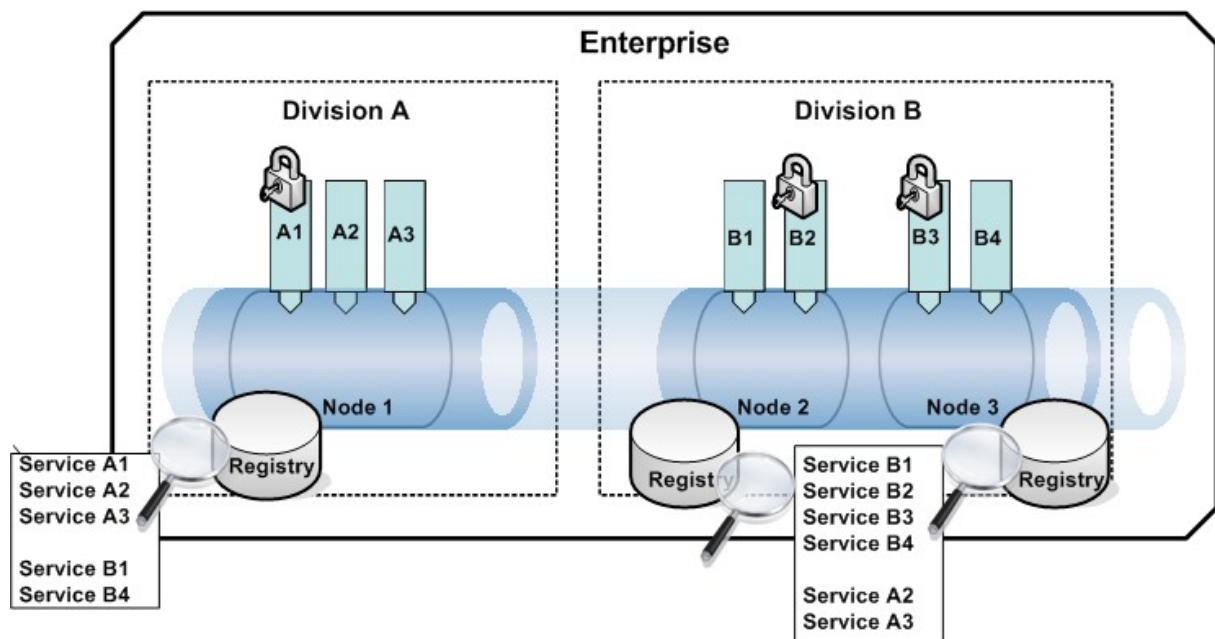 Enterprise
Division A
Division B
A1
A2
A3
B1
B2
B3
B4
Node 1
Node 2
Node 3
Registry
Registry
Registry
Service A1
Service A2
Service A3
Service B1
Service B4
Service B1
Service B2
Service B3
Service B4
Service A2
Service A3